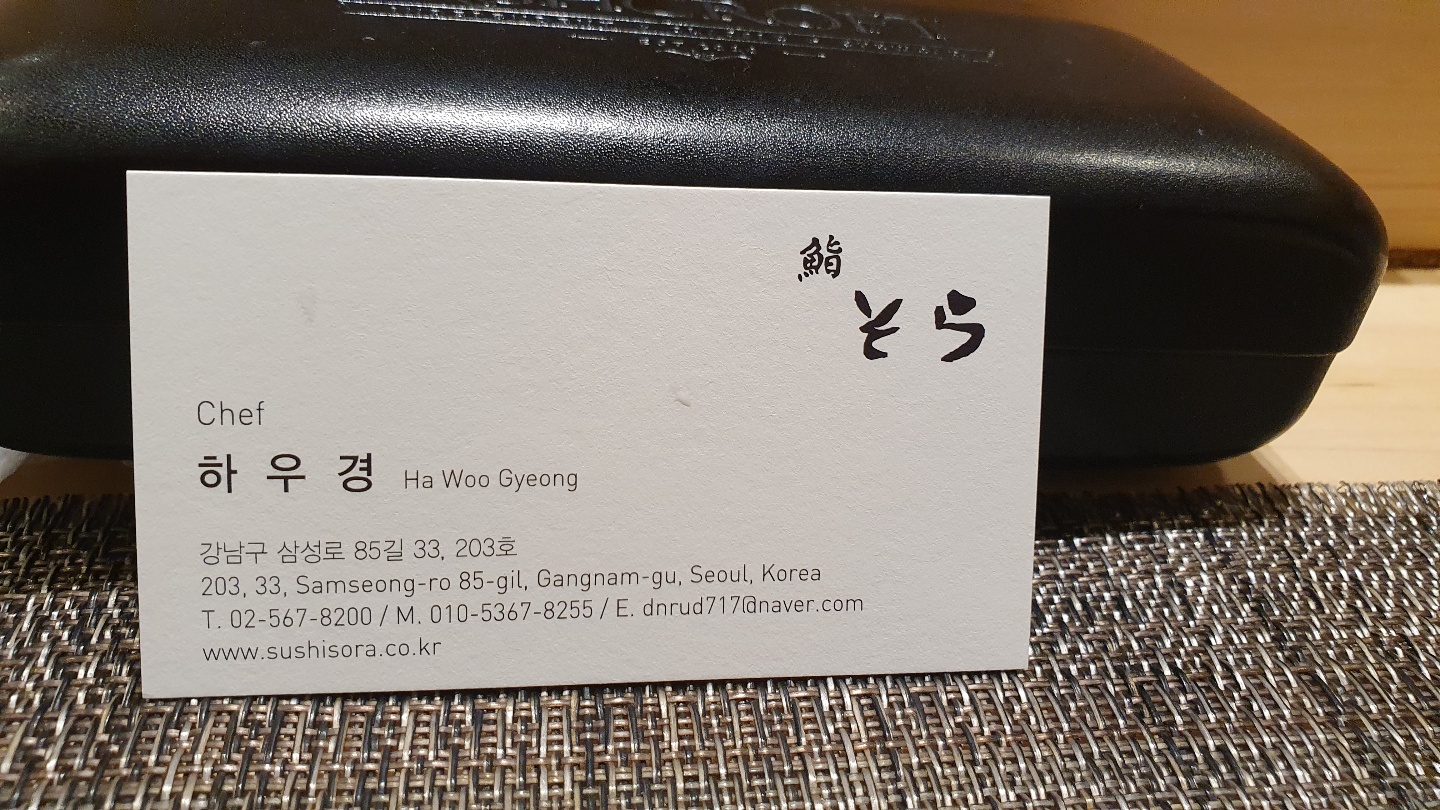 鮨
そら
Chef
하우경 Ha Woo Gyeong
강남구 삼성로 85길 33, 203호
203, 33, Samseong-ro 85-gil, Gangnam-gu, Seoul, Korea
T. 02-567-8200 / M. 010-5367-8255 / E. dnrud717@naver.com
www.sushisora.co.kr